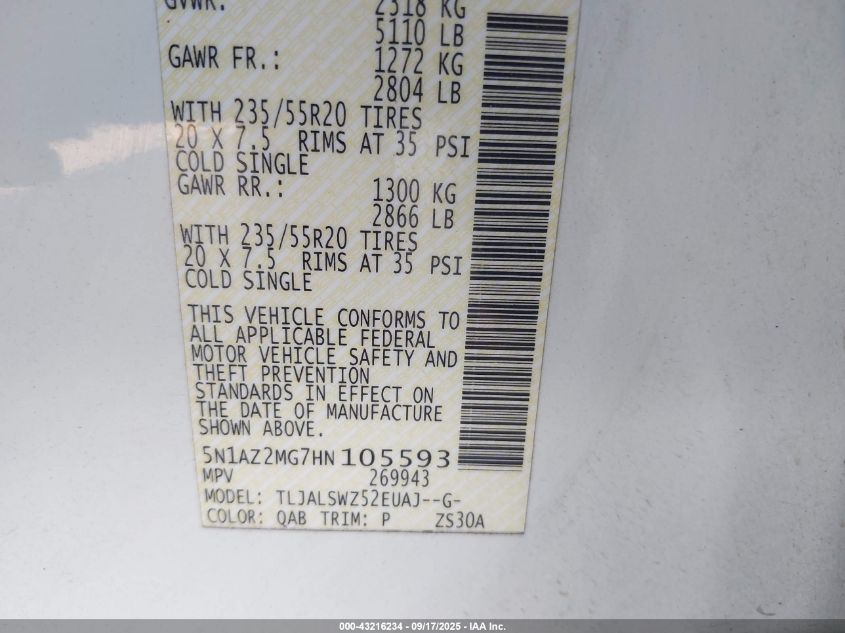 GVWR: 2318 KG
5110 LB
GAWR FR.: 1272 KG
2804 LB
WITH 235/55R20 TIRES
20 X 7.5 RIMS AT 35 PSI
COLD SINGLE
GAWR RR.: 1300 KG
2866 LB
WITH 235/55R20 TIRES
20 X 7.5 RIMS AT 35 PSI
COLD SINGLE
THIS VEHICLE CONFORMS TO
ALL APPLICABLE FEDERAL
MOTOR VEHICLE SAFETY AND
THEFT PREVENTION
STANDARDS IN EFFECT ON
THE DATE OF MANUFACTURE
SHOWN ABOVE.
5N1AZ2MG7HN105593
MPV 269943
MODEL: TLJALSWZ52EUAJ--G-
COLOR: QAB TRIM: P ZS30A
000-43216234 - 09/17/2025 - IAA Inc.